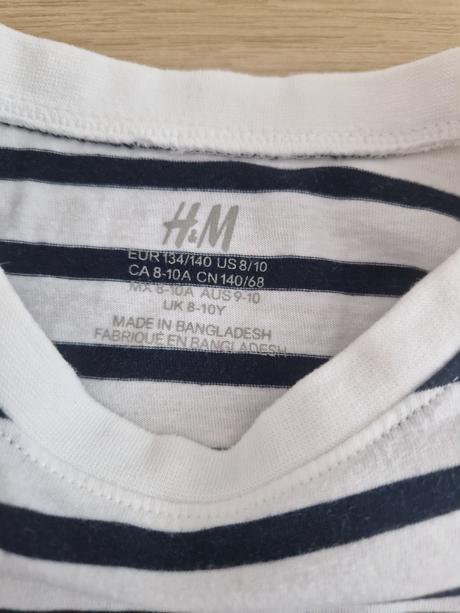 H&M
EUR 134/140 US 8/10
CA 8-10A CN 140/68
MX 8-10A AUS 9-10
UK 8-10Y
MADE IN BANGLADESH
FABRIQUÉ EN BANGLADESH